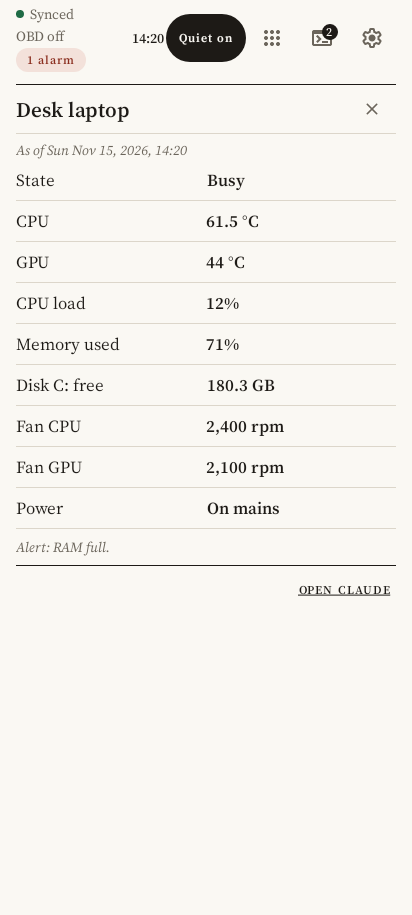 Synced
OBD off
1 alarm
14:20
Quiet on
2
Desk laptop
As of Sun Nov 15, 2026, 14:20
State Busy
CPU 61.5 °C
GPU 44 °C
CPU load 12%
Memory used 71%
Disk C: free 180.3 GB
Fan CPU 2,400 rpm
Fan GPU 2,100 rpm
Power On mains
Alert: RAM full.
OPEN CLAUDE